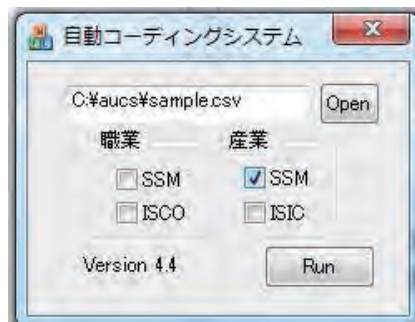 自動コーディングシステム
C:¥aucs¥sample.csv
Open
職業 産業
SSM SSM
ISCO ISIC
Version 4.4
Run